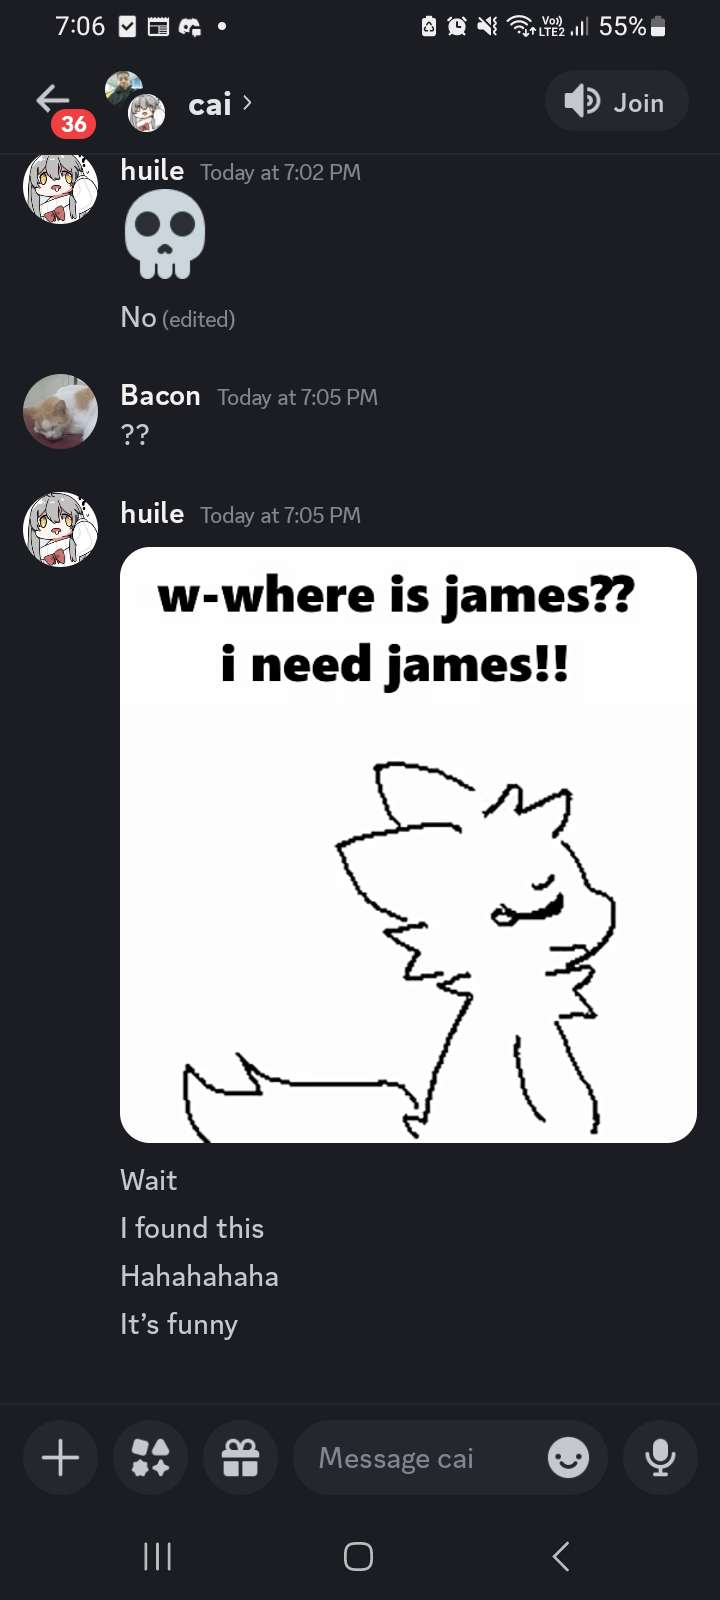 7:06
Vo))
LTE2
55%
36
cai
Join
huile Today at 7:02 PM
No (edited)
Bacon Today at 7:05 PM
??
huile Today at 7:05 PM
w-where is james??
i need james!!
Wait
I found this
Hahahahaha
It’s funny
Message cai